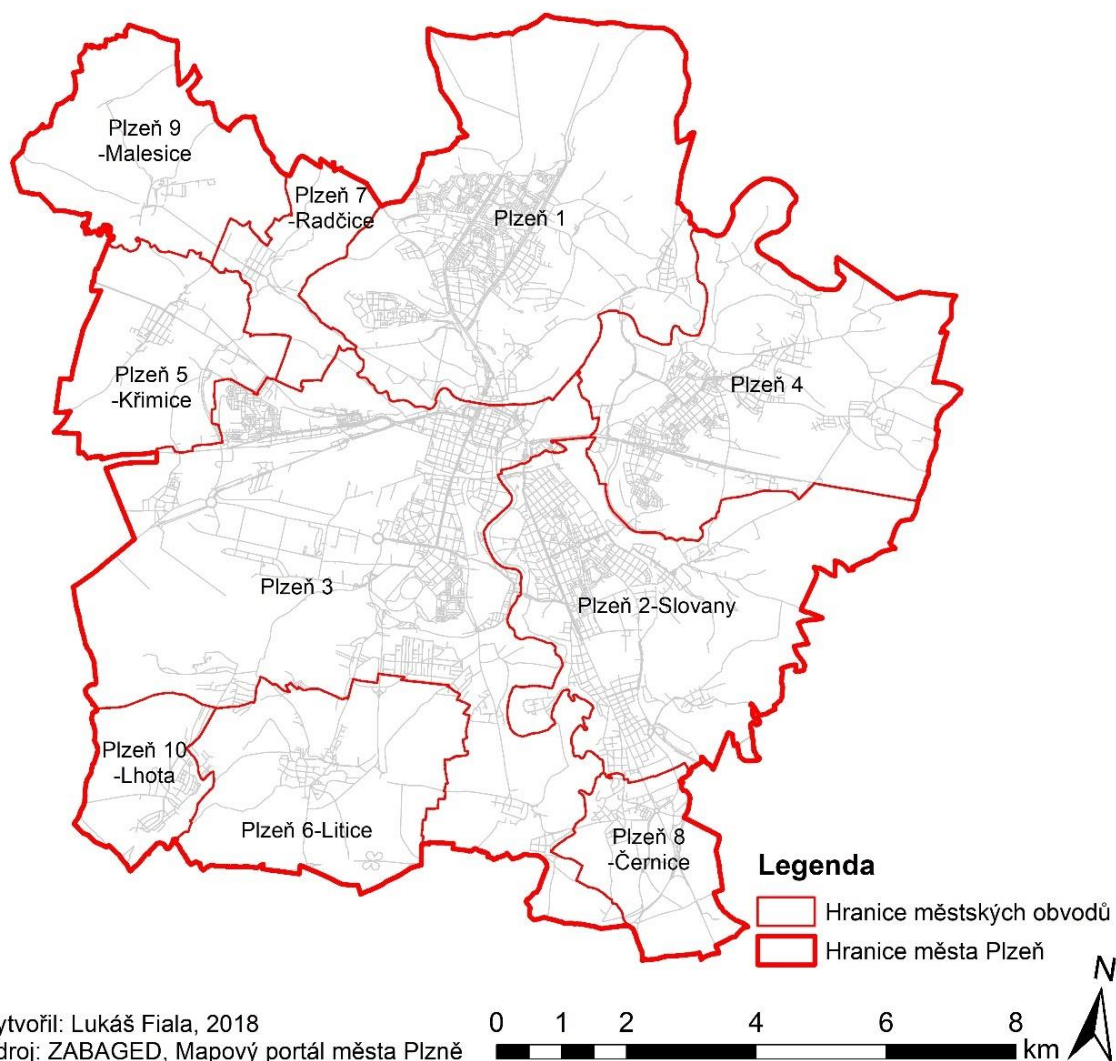 Plzeň 9
-Malesice
Plzeň 7
-Radčice
Plzeň 1
Plzeň 5
-Křimice
Plzeň 4
Plzeň 3
Plzeň 2-Slovany
Plzeň 10
-Lhota
Plzeň 6-Litice
Plzeň 8
-Černice
Legenda
Hranice městských obvodů
Hranice města Plzeň
N
ytvořil: Lukáš Fiala, 2018
droj: ZABAGED, Mapový portál města Plzně
0 1 2 4 6 8
km